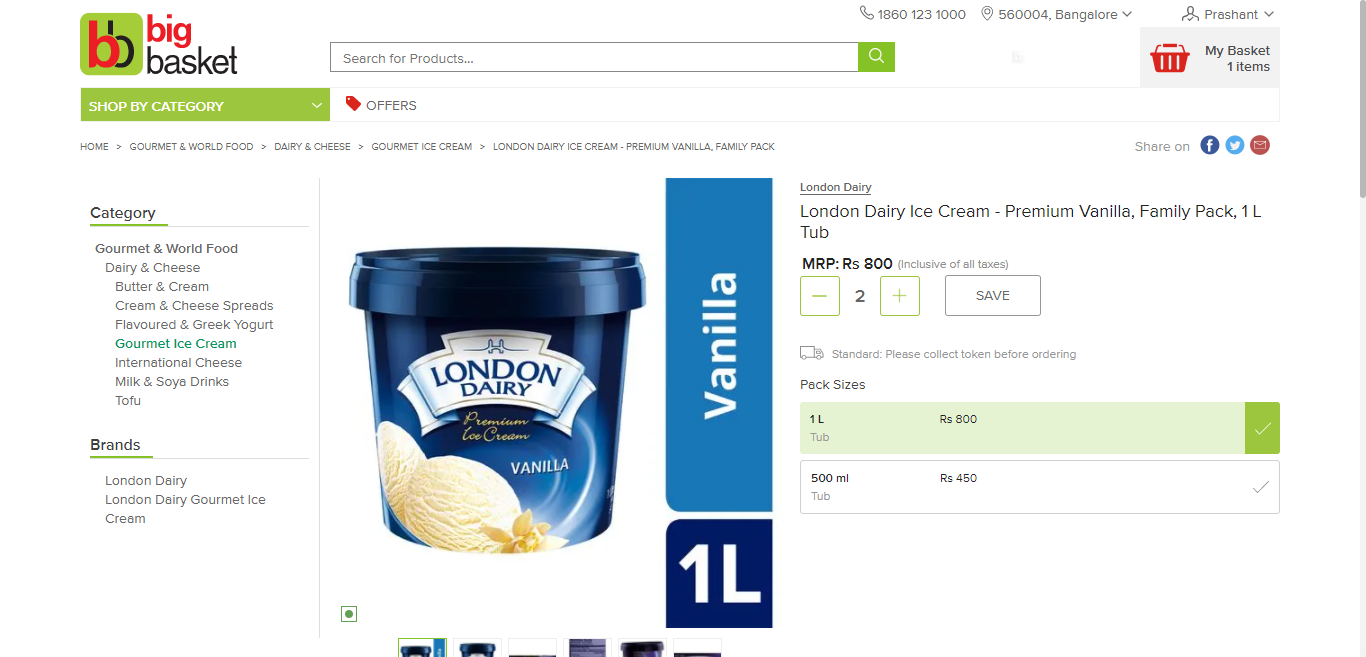 1860 123 1000
560004, Bangalore
Prashant
big
basket
Search for Products...
My Basket
1 items
SHOP BY CATEGORY
OFFERS
HOME > GOURMET & WORLD FOOD > DAIRY & CHEESE > GOURMET ICE CREAM > LONDON DAIRY ICE CREAM - PREMIUM VANILLA, FAMILY PACK
Share on
Category
Gourmet & World Food
Dairy & Cheese
Butter & Cream
Cream & Cheese Spreads
Flavoured & Greek Yogurt
Gourmet Ice Cream
International Cheese
Milk & Soya Drinks
Tofu
Brands
London Dairy
London Dairy Gourmet Ice
Cream
LONDON
DAIRY
Premium
Ice Cream
VANILLA
Vanilla
1L
London Dairy
London Dairy Ice Cream - Premium Vanilla, Family Pack, 1 L
Tub
MRP: Rs 800 (Inclusive of all taxes)
2
SAVE
Standard: Please collect token before ordering
Pack Sizes
1 L
Rs 800
Tub
500 ml
Rs 450
Tub